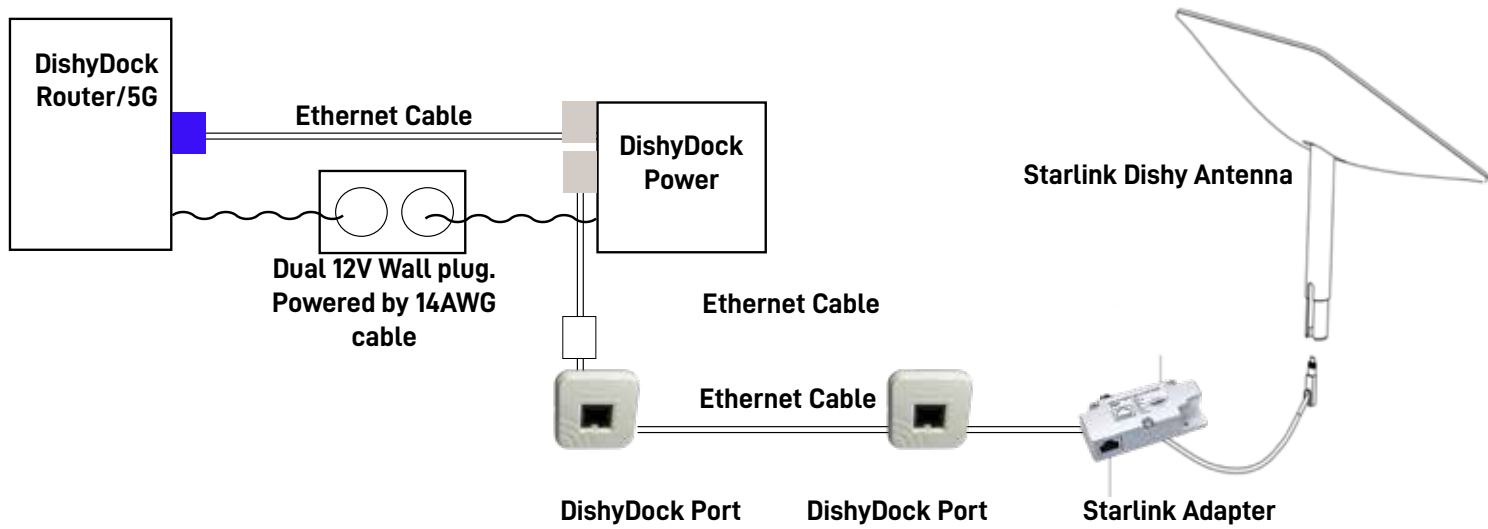 DishyDock
Router/5G
Ethernet Cable
DishyDock
Power
Starlink Dishy Antenna
Dual 12V Wall plug.
Powered by 14AWG
cable
Ethernet Cable
Ethernet Cable
DishyDock Port
DishyDock Port
Starlink Adapter